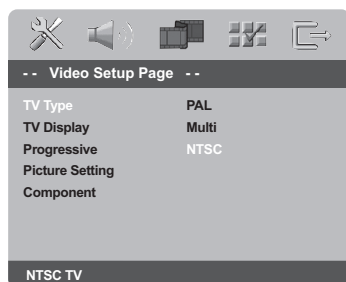 -- Video Setup Page --
TV Type PAL
TV Display Multi
Progressive NTSC
Picture Setting
Component
NTSC TV